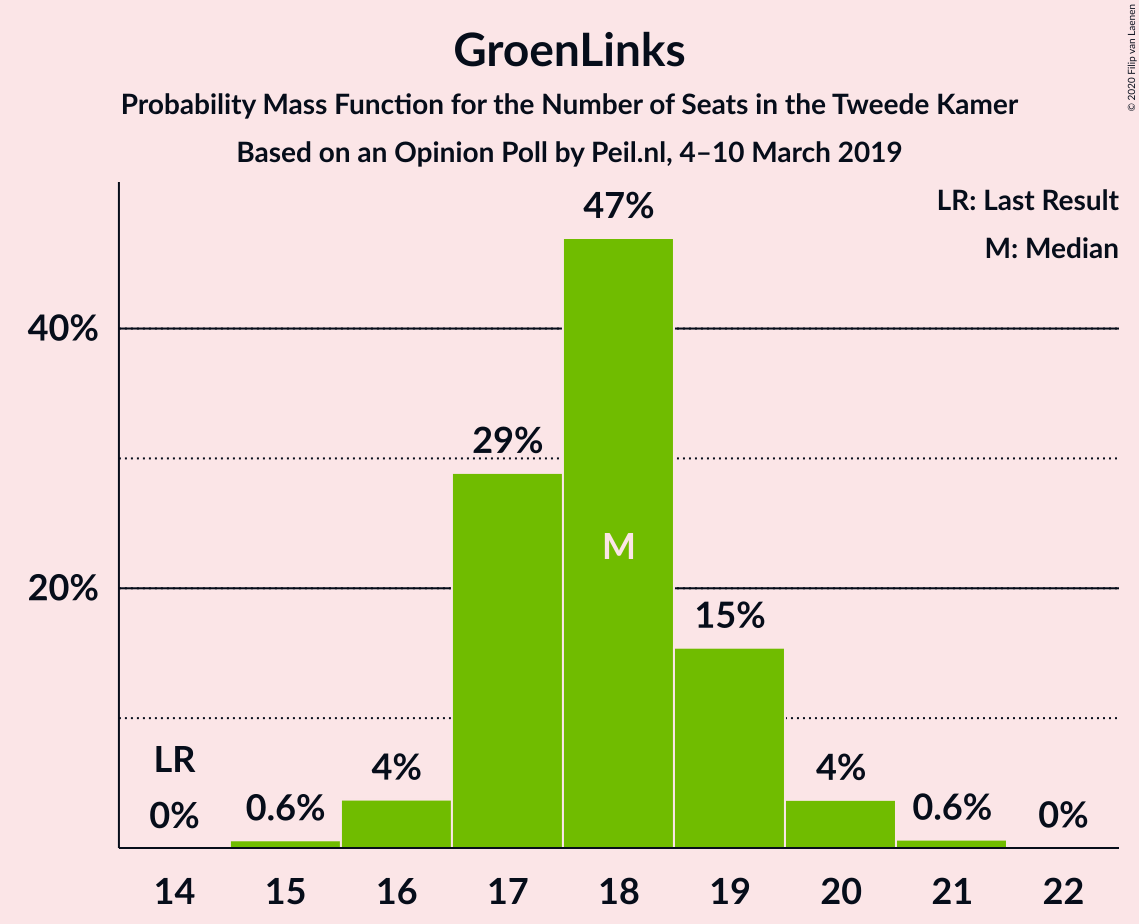 GroenLinks
Probability Mass Function for the Number of Seats in the Tweede Kamer
Based on an Opinion Poll by Peil.nl, 4–10 March 2019
© 2020 Filip van Laenen
LR: Last Result
M: Median
47%
40%
29%
M
20%
15%
LR
0%
0.6%
4%
4%
0.6%
0%
14 15 16 17 18 19 20 21 22